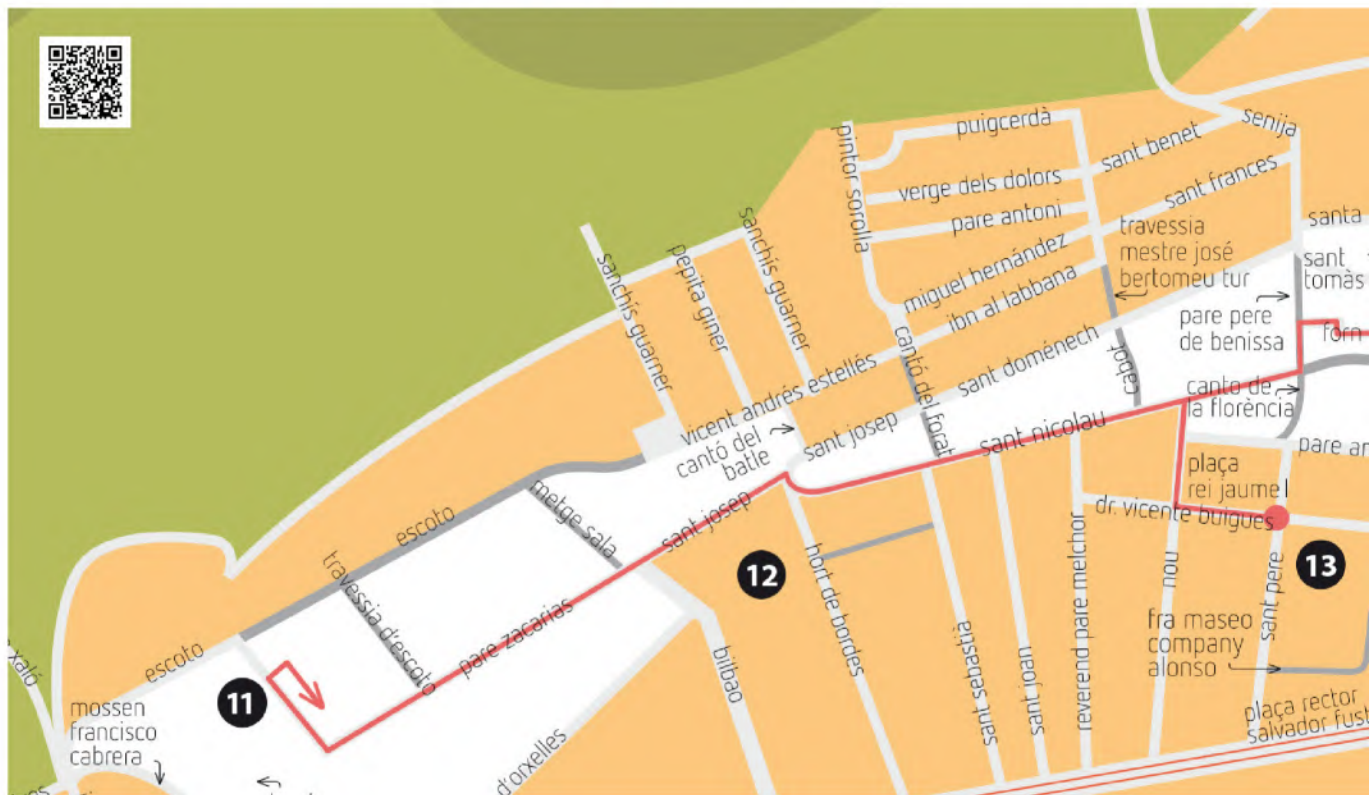 puigcerdà
senija
pintor sorolla
sant benet
verge dels dolors
sant frances
pare antoni
santa
travessia
mestre josé
bertomeu tur
sanchis guarner
pepita giner
sanchis guarner
miguel hernández
ibn al labbana
sant
tomàs
pare pere
de benissa
forn
cantó del forat
sant doménech
cabot
vicent andrés estellés
canto de
la florència
cantó del
batle
sant josep
sant nicolau
pare an
plaça
rei jaume I
metge sala
escoto
sant josep
dr. vicente buigues
12
13
travessia d'escoto
hort de bordes
pare zacarias
sant sebastià
sant joan
reverend pare melchor
nou
sant pere
fra maseo
company
alonso
escoto
xaló
11
bilbao
mossen
francisco
cabrera
d'orxelles
plaça rector
salvador fust